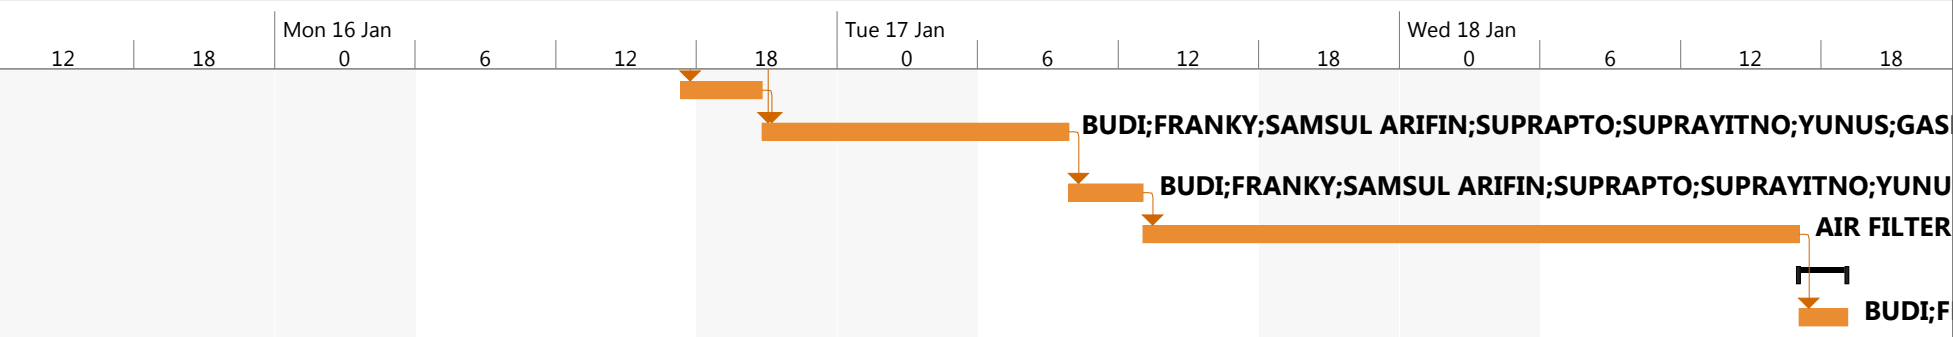 Mon 16 Jan Tue 17 Jan Wed 18 Jan
12 18 0 6 12 18 0 6 12 18 0 6 12 18
BUDI;FRANKY;SAMSUL ARIFIN;SUPRAPTO;SUPRAYITNO;YUNUS;GAS
BUDI;FRANKY;SAMSUL ARIFIN;SUPRAPTO;SUPRAYITNO;YUNU
AIR FILTER
BUDI;F